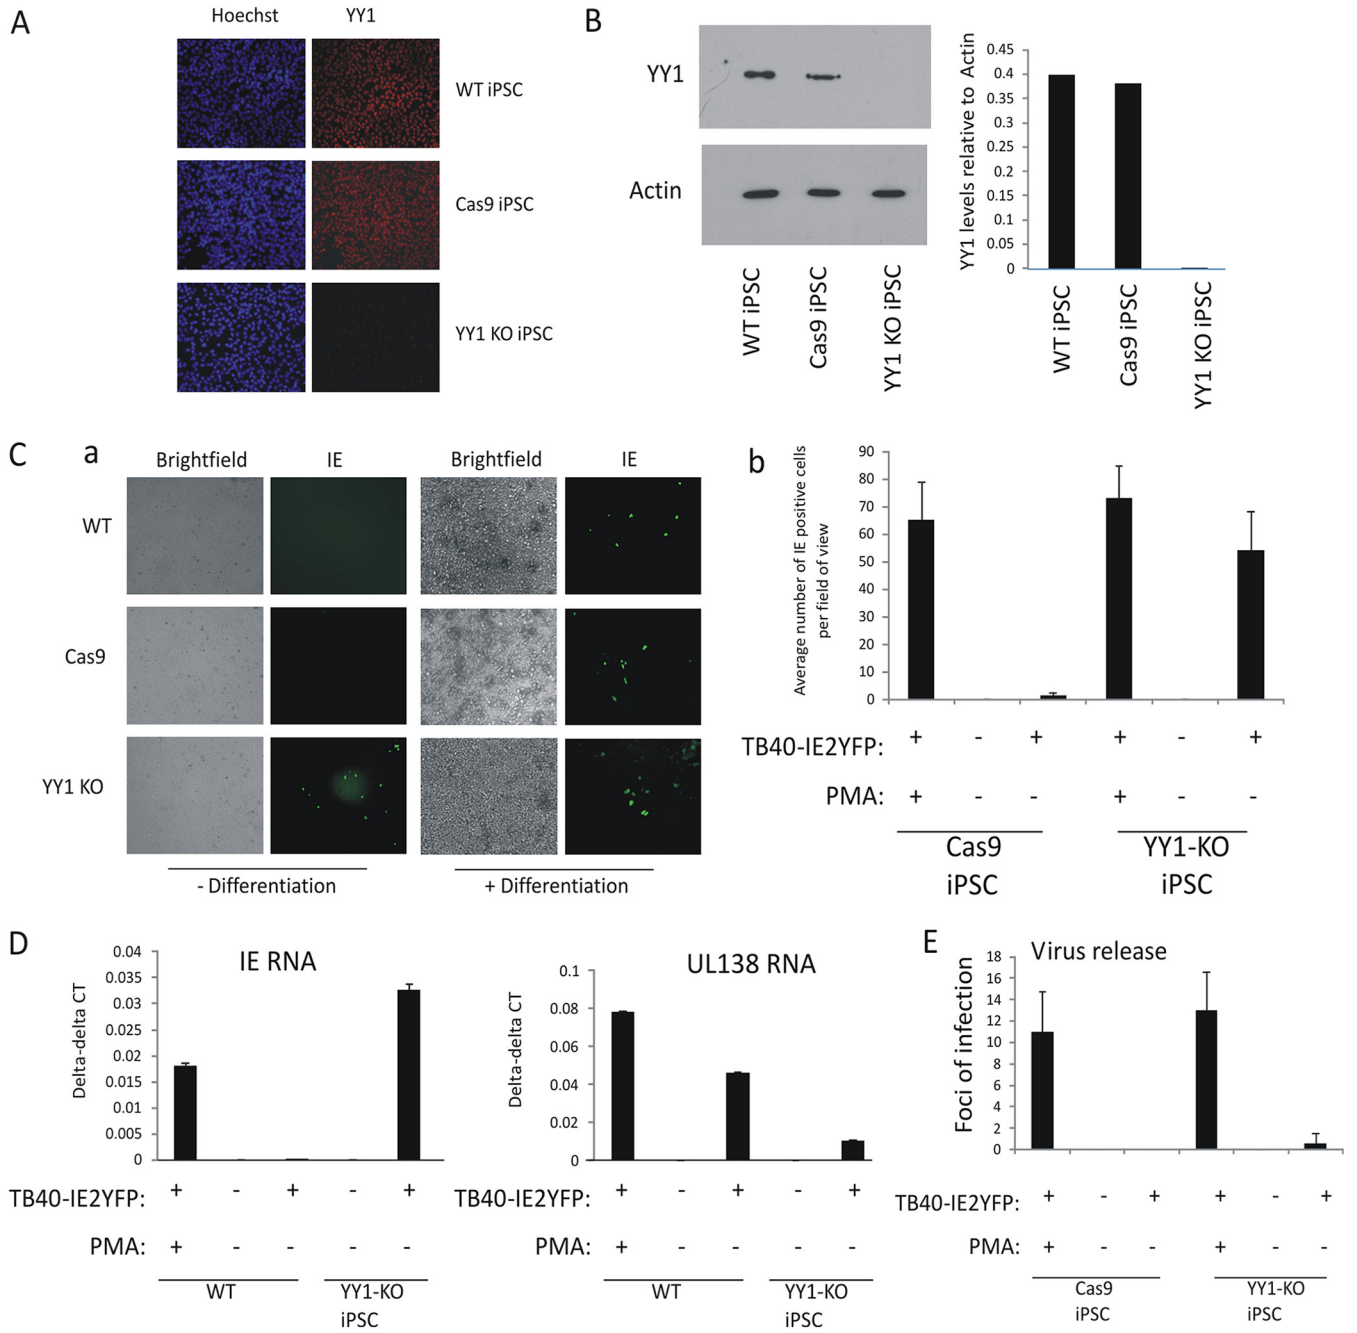 A
Hoechst YY1
WT iPSC
Cas9 iPSC
YY1 KO iPSC
B
YY1
Actin
WT iPSC
Cas9 iPSC
YY1 KO iPSC
YY1 levels relative to Actin
0.45
0.4
0.35
0.3
0.25
0.2
0.15
0.1
0.05
0
WT iPSC
Cas9 iPSC
YY1 KO iPSC
C
a
Brightfield IE Brightfield IE
WT
Cas9
YY1 KO
- Differentiation + Differentiation
b
Average number of IE positive cells
per field of view
90
80
70
60
50
40
30
20
10
0
TB40-IE2YFP: + - + + - +
PMA: + - - + - -
Cas9 YY1-KO
iPSC iPSC
D
IE RNA
Delta-delta CT
0.04
0.035
0.03
0.025
0.02
0.015
0.01
0.005
0
TB40-IE2YFP: + - + - +
PMA: + - - - -
WT YY1-KO
iPSC
UL138 RNA
Delta-delta CT
0.1
0.08
0.06
0.04
0.02
0
TB40-IE2YFP: + - + - +
PMA: + - - - -
WT YY1-KO
iPSC
E
Virus release
Foci of infection
18
16
14
12
10
8
6
4
2
0
TB40-IE2YFP: + - + + - +
PMA: + - - + - -
Cas9 YY1-KO
iPSC iPSC